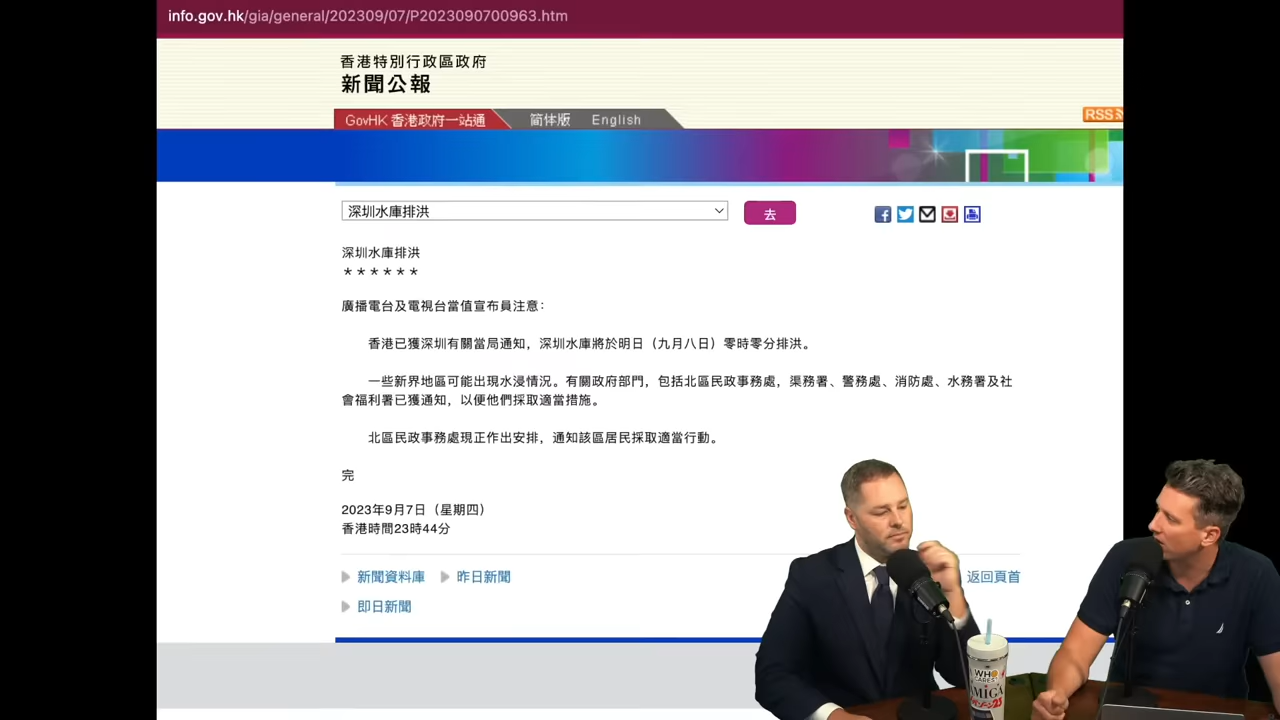 info.gov.hk/gia/general/202309/07/P2023090700963.htm
香港特別行政區政府
新聞公報
GovHK 香港政府一站通
简体版
English
RSS
深圳水庫排洪
去
深圳水庫排洪
******
廣播電台及電視台當值宣布員注意：
香港已獲深圳有關當局通知，深圳水庫將於明日（九月八日）零時零分排洪。
一些新界地區可能出現水浸情況。有關政府部門，包括北區民政事務處，渠務署、警務處、消防處、水務署及社
會福利署已獲通知，以便他們採取適當措施。
北區民政事務處現正作出安排，通知該區居民採取適當行動。
完
2023年9月7日（星期四）
香港時間23時44分
新聞資料庫
昨日新聞
返回頁首
即日新聞
WHO
CARES?
AMIGA